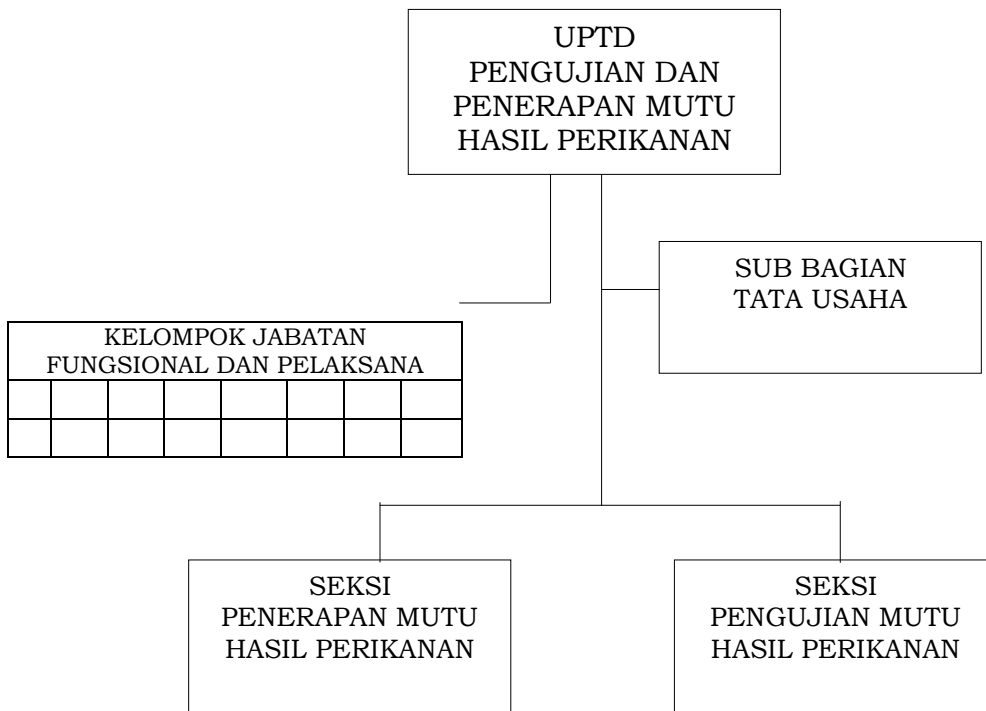 UPTD
PENGUJIAN DAN
PENERAPAN MUTU
HASIL PERIKANAN
SUB BAGIAN
TATA USAHA
KELOMPOK JABATAN
FUNGSIONAL DAN PELAKSANA
SEKSI
PENERAPAN MUTU
HASIL PERIKANAN
SEKSI
PENGUJIAN MUTU
HASIL PERIKANAN